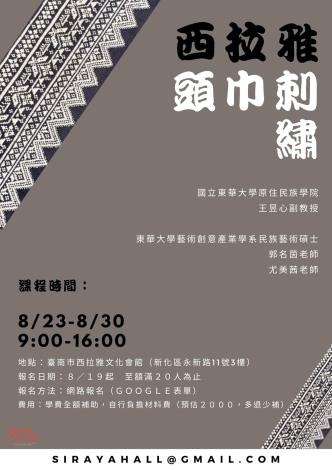 西拉雅
頭巾刺
繡
國立東華大學原住民族學院
王昱心副教授
東華大學藝術創意產業學系民族藝術碩士
郭名茵老師
尤美茜老師
課程時間：
8/23-8/30
9:00-16:00
地點：臺南市西拉雅文化會館（新化區永新路11號3樓）
報名日期：８／１９起　至額滿２０人為止
報名方法：網路報名（ＧＯＯＧＬＥ表單）
費用：學費全額補助，自行負擔材料費（預估２０００，多退少補）
SIRAYAHALL@GMAIL.COM